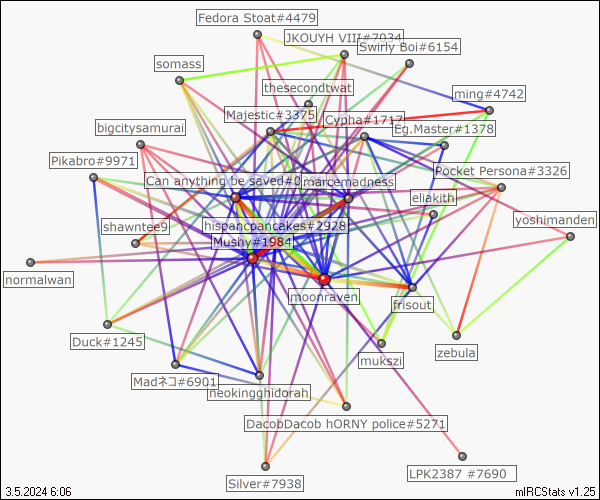 Fedora Stoat#4479
JKOUYH VIII#7034
Swirly Boi#6154
somass
thesecondtwat
ming#4742
Majestic#3375
Cypha#1717
bigcitysamurai
Eg.Master#1378
Pikabro#9971
Pocket Persona#3326
Can anything be saved#0
marcemadness
eliakith
shawntee9
hispanopancakes#2928
yoshimanden
Mushy#1984
normalwan
moonraven
frisout
Duck#1245
mukszi
zebula
Madネコ#6901
neokingghidorah
DacobDacob hORNY police#5271
Silver#7938
LPK2387 #7690
3.5.2024 6:06
mIRCStats v1.25